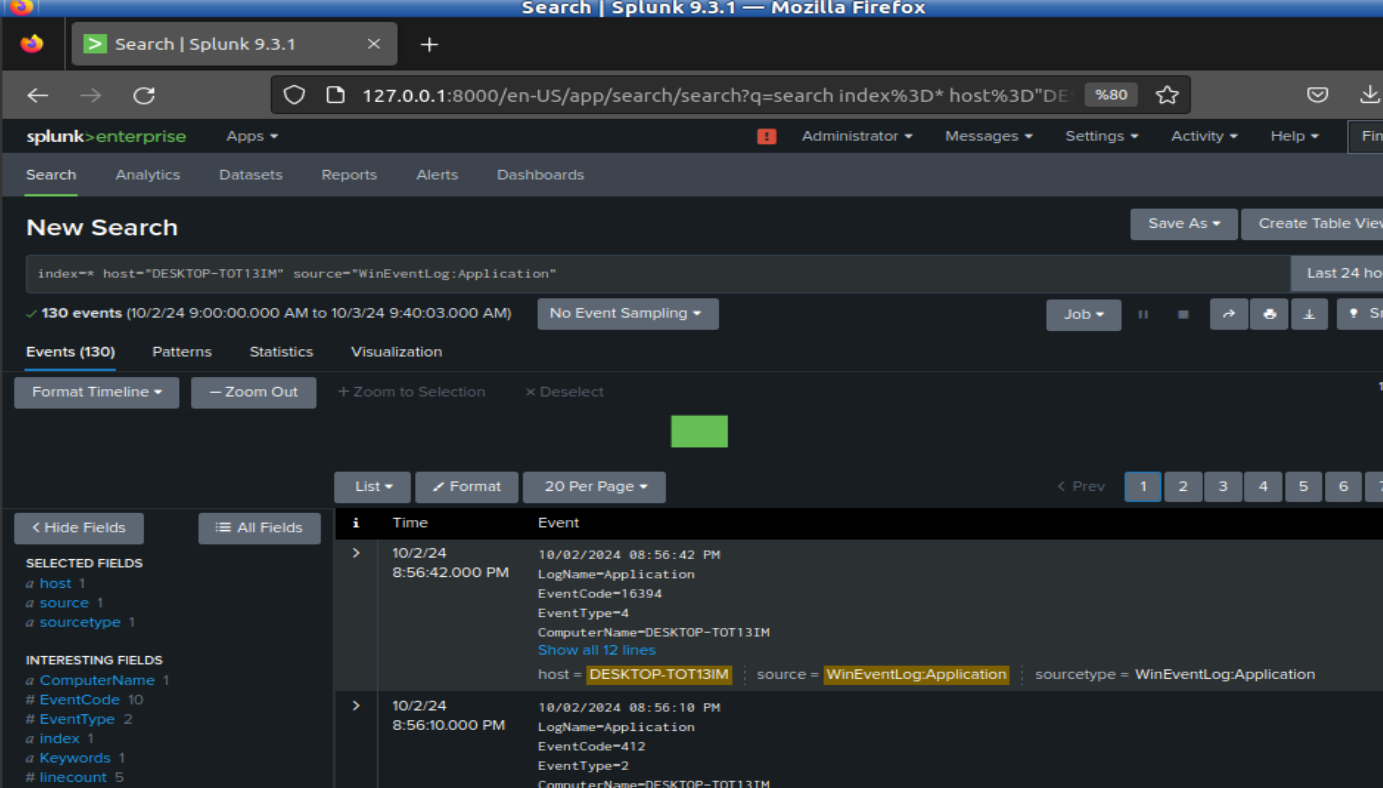 Search | Splunk 9.3.1 — Mozilla Firefox
Search | Splunk 9.3.1
127.0.0.1:8000/en-US/app/search/search?q=search index%3D* host%3D"DES %80
splunk>enterprise Apps Administrator Messages Settings Activity Help Fin
Search Analytics Datasets Reports Alerts Dashboards
New Search Save As Create Table View
index=* host="DESKTOP-TOT13IM" source="WinEventLog:Application" Last 24 ho
130 events (10/2/24 9:00:00.000 AM to 10/3/24 9:40:03.000 AM) No Event Sampling Job
Events (130) Patterns Statistics Visualization
Format Timeline — Zoom Out + Zoom to Selection × Deselect
List Format 20 Per Page < Prev 1 2 3 4 5 6 7
< Hide Fields All Fields
SELECTED FIELDS
a host 1
a source 1
a sourcetype 1
INTERESTING FIELDS
a ComputerName 1
# EventCode 10
# EventType 2
a index 1
a Keywords 1
# linecount 5
i Time Event
10/2/24
8:56:42.000 PM
10/02/2024 08:56:42 PM
LogName=Application
EventCode=16394
EventType=4
ComputerName=DESKTOP-TOT13IM
Show all 12 lines
host = DESKTOP-TOT13IM source = WinEventLog:Application sourcetype = WinEventLog:Application
10/2/24
8:56:10.000 PM
10/02/2024 08:56:10 PM
LogName=Application
EventCode=412
EventType=2
ComputerName=DESKTOP-TOT13IM